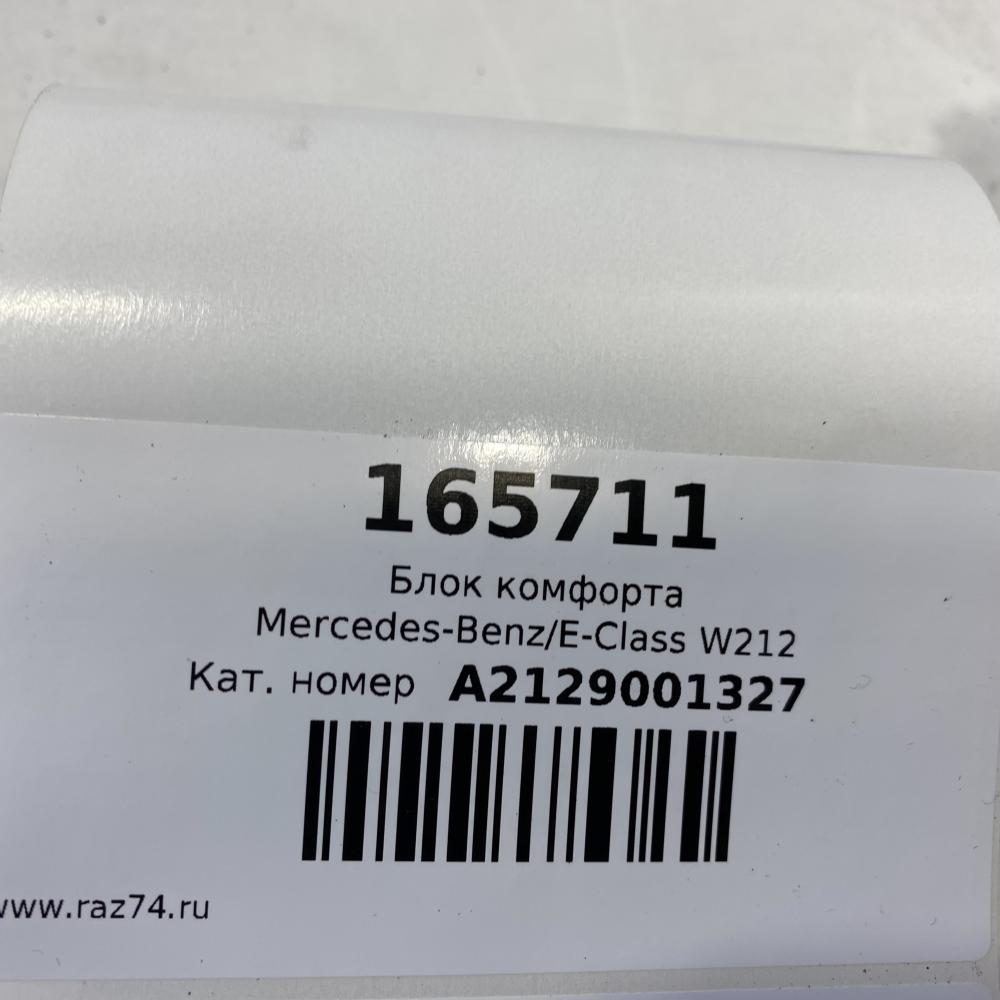 165711
Блок комфорта
Mercedes-Benz/E-Class W212
Кат. номер A2129001327
www.raz74.ru